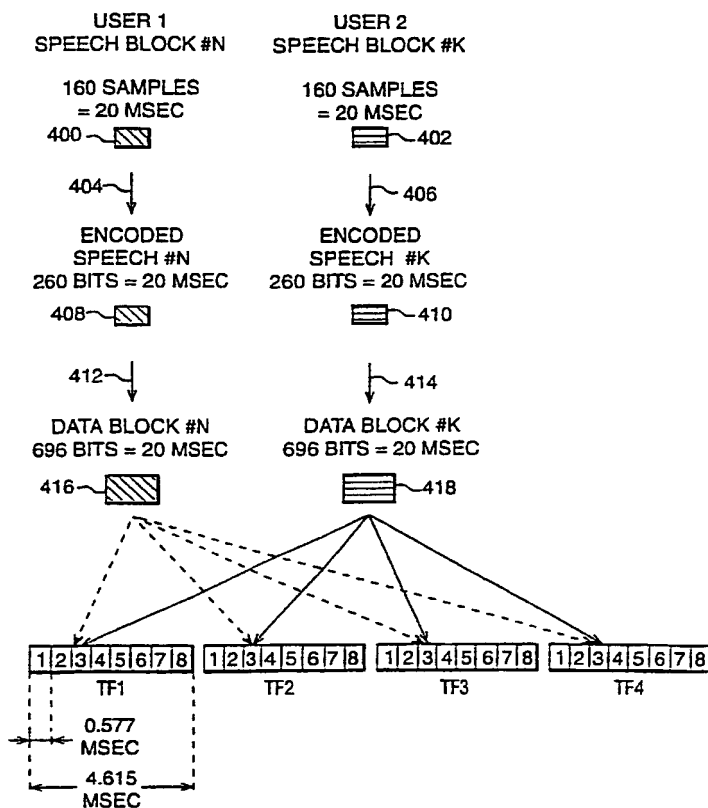 USER 1
SPEECH BLOCK #N
USER 2
SPEECH BLOCK #K
160 SAMPLES
= 20 MSEC
160 SAMPLES
= 20 MSEC
400
402
404
406
ENCODED
SPEECH #N
260 BITS = 20 MSEC
ENCODED
SPEECH #K
260 BITS = 20 MSEC
408
410
412
414
DATA BLOCK #N
696 BITS = 20 MSEC
DATA BLOCK #K
696 BITS = 20 MSEC
416
418
1 2 3 4 5 6 7 8
1 2 3 4 5 6 7 8
1 2 3 4 5 6 7 8
1 2 3 4 5 6 7 8
TF1
TF2
TF3
TF4
0.577
MSEC
4.615
MSEC